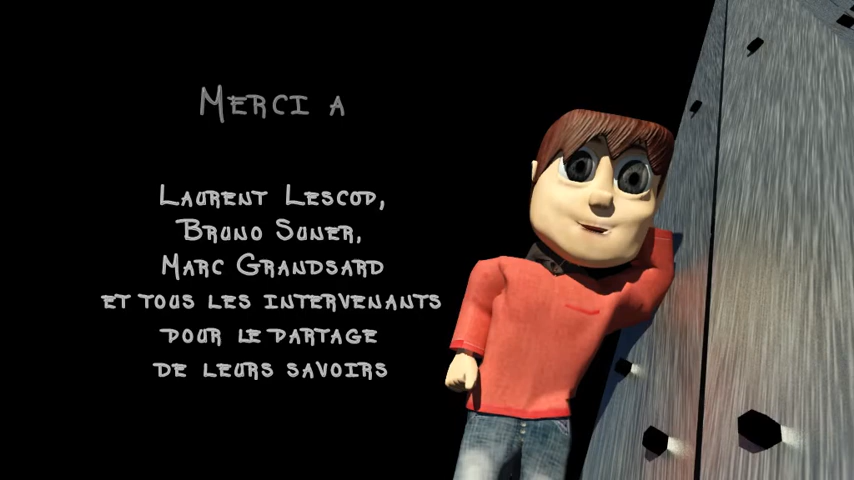 Merci a
Laurent Lescop,
Bruno Suner,
Marc Grandsard
et tous les intervenants
pour le partage
de leurs savoirs